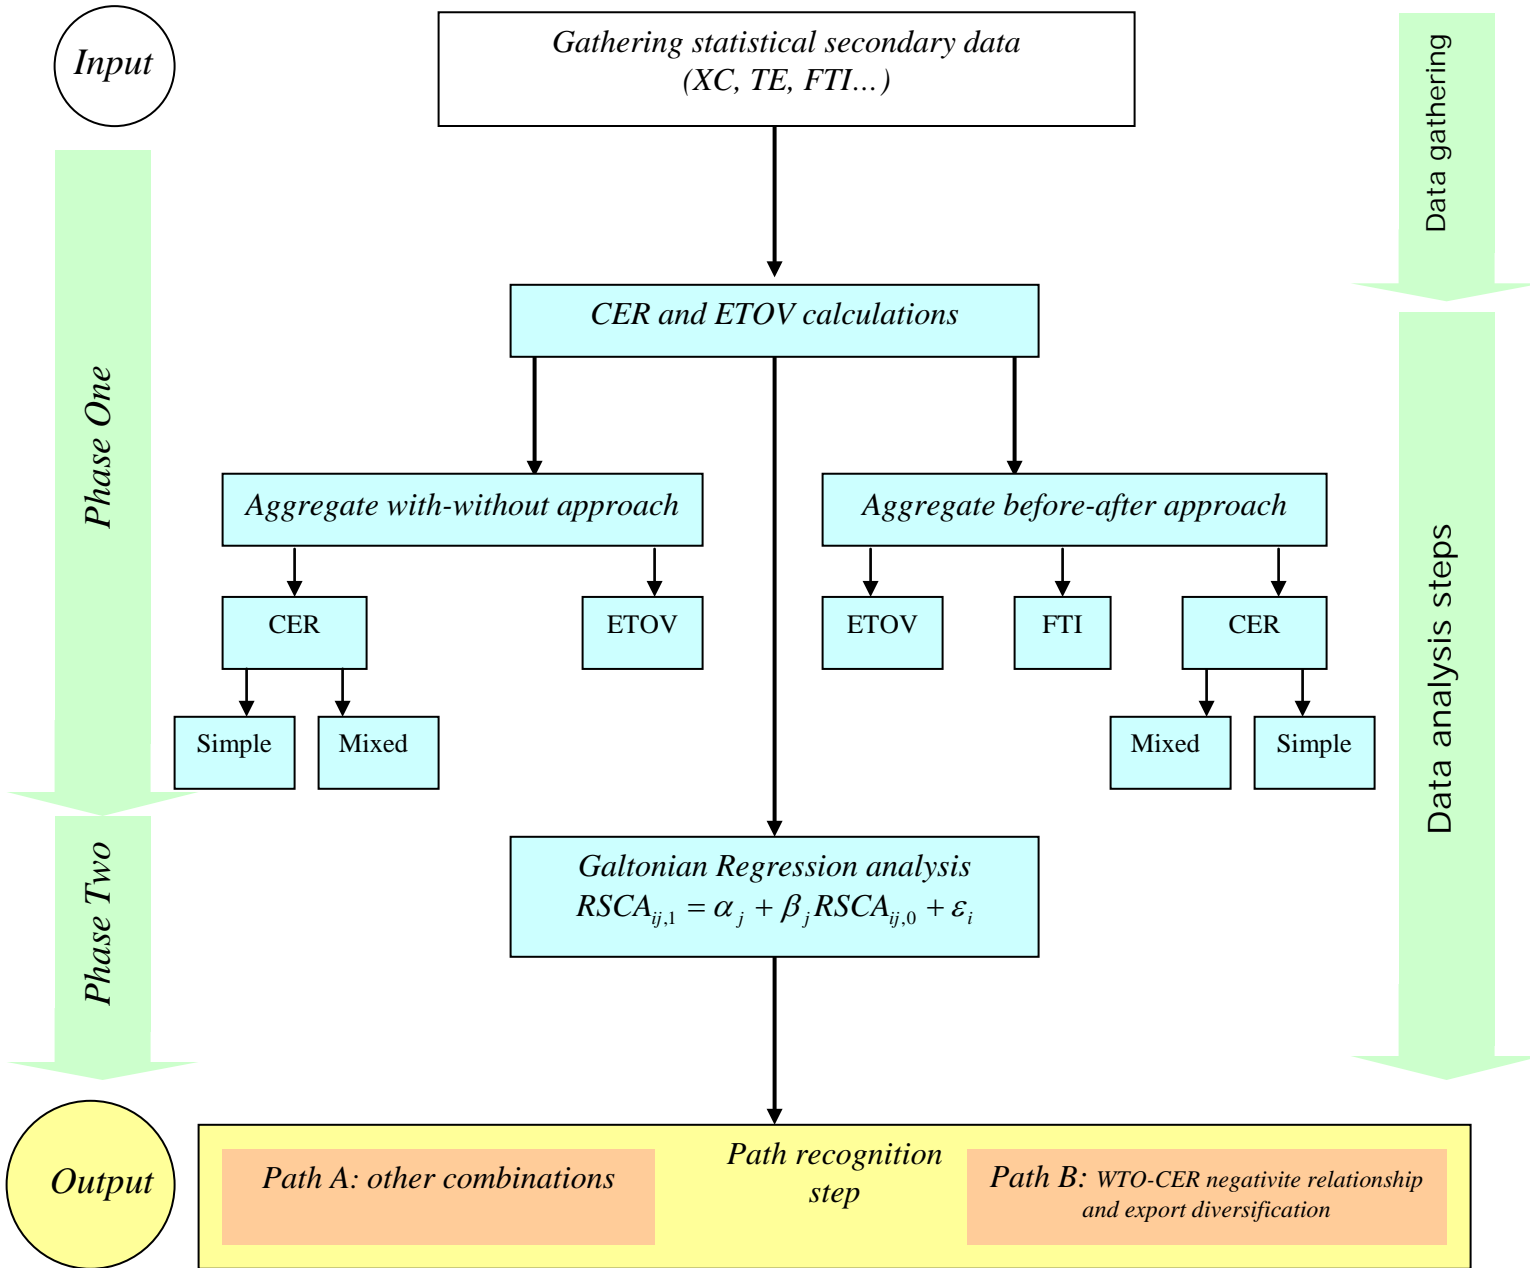 Input
Gathering statistical secondary data
(XC, TE, FTI...)
Data gathering
CER and ETOV calculations
Phase One
Aggregate with-without approach
Aggregate before-after approach
CER
ETOV
ETOV
FTI
CER
Simple
Mixed
Mixed
Simple
Data analysis steps
Phase Two
Galtonian Regression analysis
RSCA_{ij,1} = α_j + β_j RSCA_{ij,0} + ε_i
Output
Path recognition
step
Path A: other combinations
Path B: WTO-CER negativite relationship
and export diversification